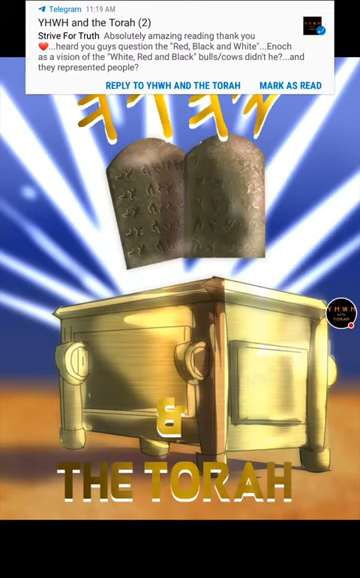 Telegram 11:19 AM
YHWH and the Torah (2)
Strive For Truth Absolutely amazing reading thank you
❤️...heard you guys question the "Red, Black and White"...Enoch
as a vision of the "White, Red and Black" bulls/cows didn't he?...and
they represented people?
REPLY TO YHWH AND THE TORAH MARK AS READ
YHWH
TORAH
&
THE TORAH